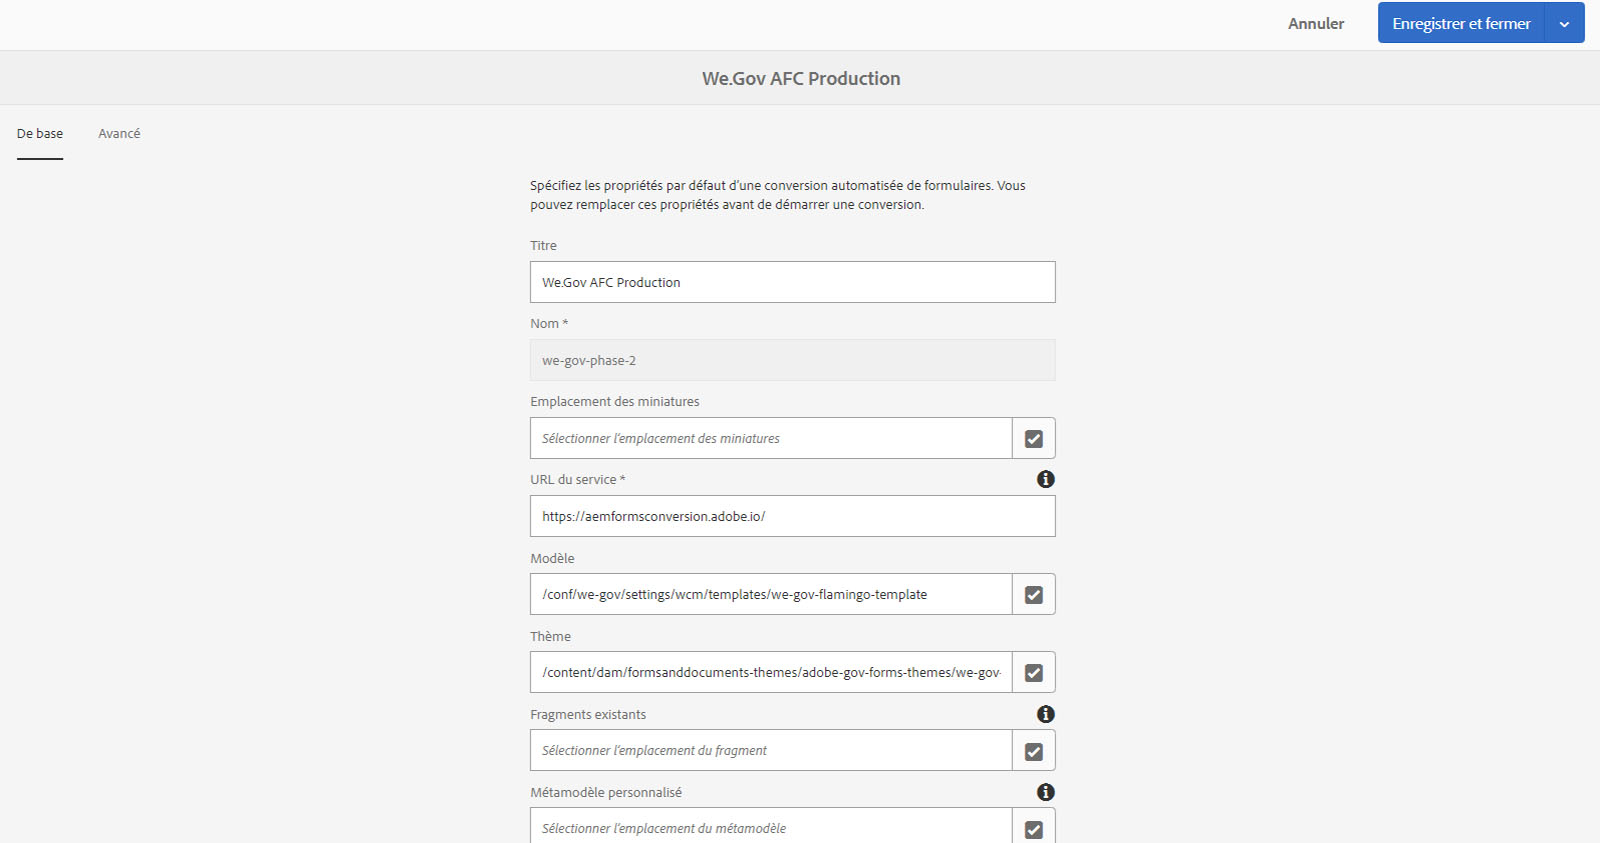 Annuler
Enregistrer et fermer
We.Gov AFC Production
De base
Avancé
Spécifiez les propriétés par défaut d'une conversion automatisée de formulaires. Vous
pouvez remplacer ces propriétés avant de démarrer une conversion.
Titre
We.Gov AFC Production
Nom *
we-gov-phase-2
Emplacement des miniatures
Sélectionner l'emplacement des miniatures
URL du service *
https://aemformsconversion.adobe.io/
Modèle
/conf/we-gov/settings/wcm/templates/we-gov-flamingo-template
Thème
/content/dam/formsanddocuments-themes/adobe-gov-forms-themes/we-gov-
Fragments existants
Sélectionner l'emplacement du fragment
Métamodèle personnalisé
Sélectionner l'emplacement du métamodèle